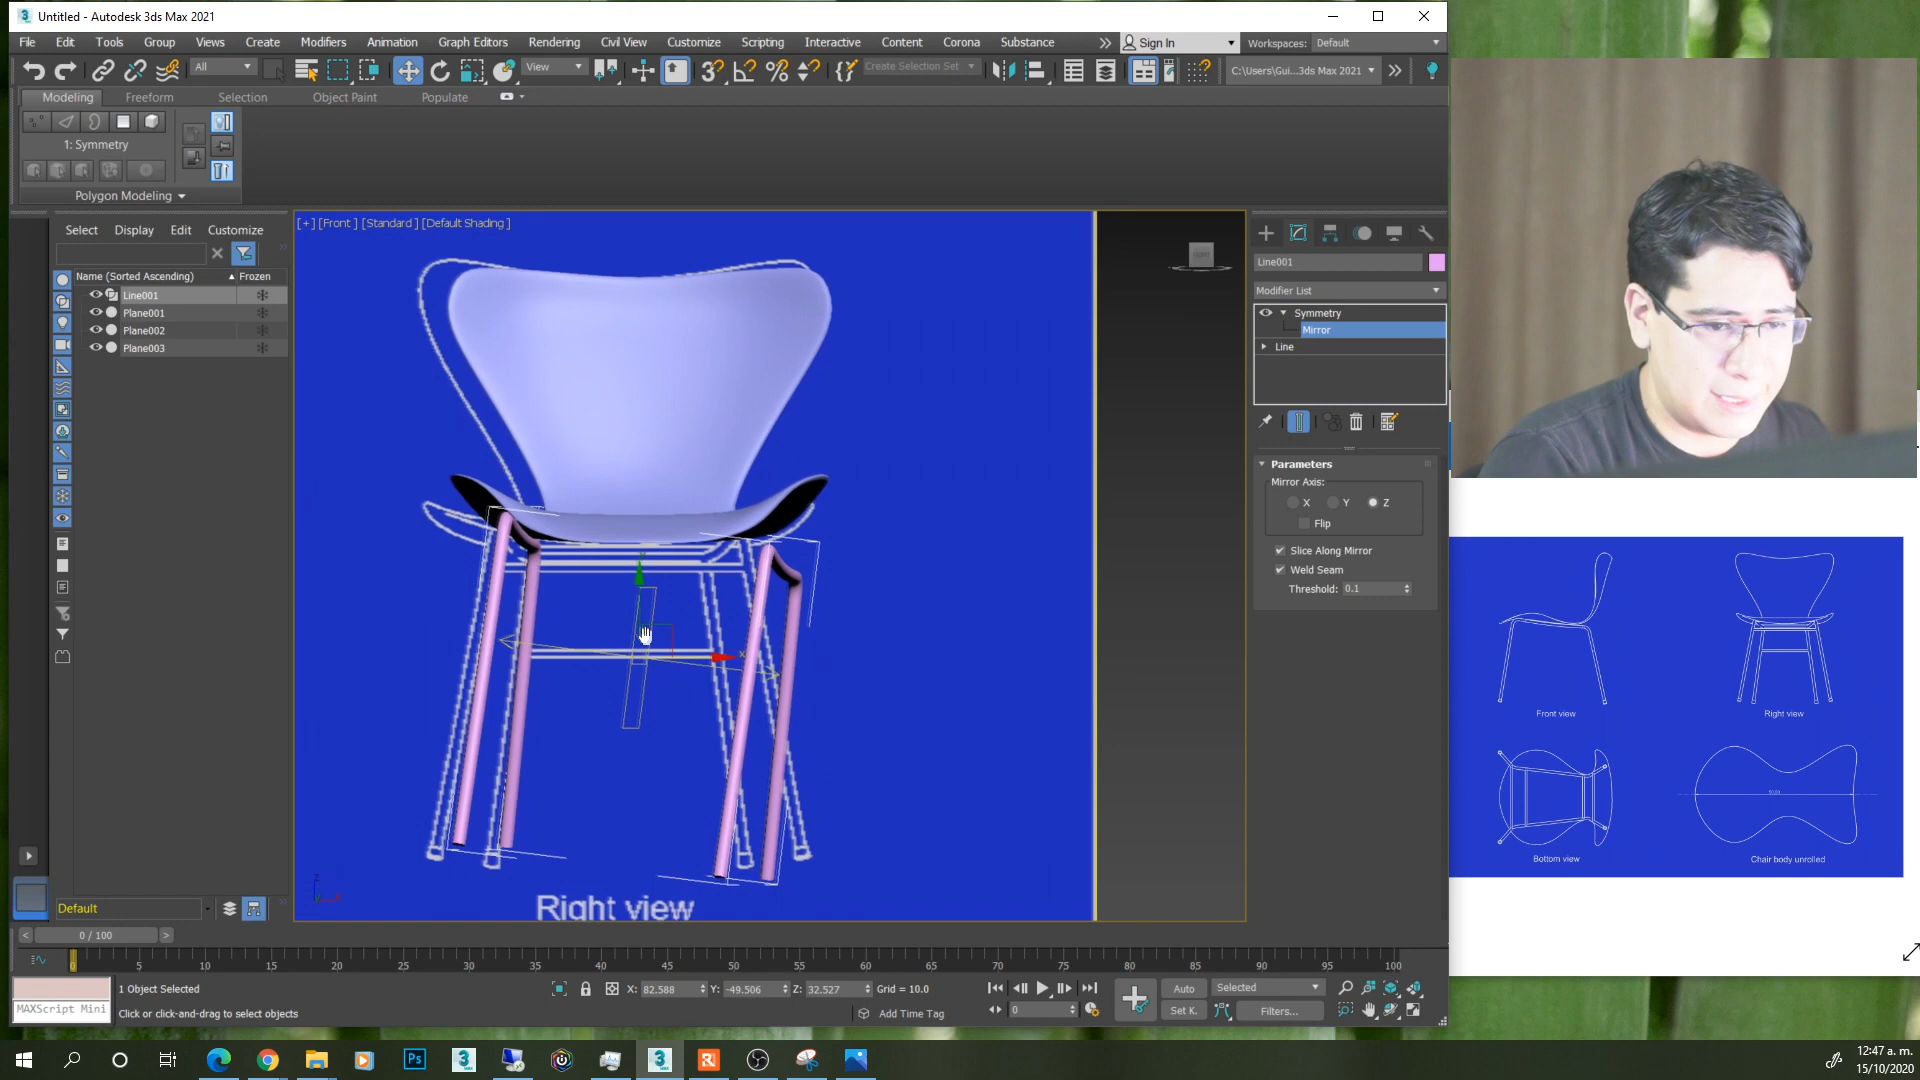 Untitled - Autodesk 3ds Max 2021
File Edit Tools Group Views Create Modifiers Animation Graph Editors Rendering Civil View Customize Scripting Interactive Content Corona Substance Sign In Workspaces: Default
All View Create Selection Set C:\Users\Gui...3ds Max 2021
Modeling Freeform Selection Object Paint Populate
1: Symmetry
Polygon Modeling
Select Display Edit Customize
Name (Sorted Ascending) Frozen
Line001
Plane001
Plane002
Plane003
Default
[+] [Front ] [Standard ] [Default Shading ]
x
Right view
Line001
Modifier List
Symmetry
Mirror
Line
Parameters
Mirror Axis:
X Y Z
Flip
Slice Along Mirror
Weld Seam
Threshold: 0.1
Front view
Right view
Bottom view
Chair body unrolled
0 / 100
0 5 10 15 20 25 30 35 40 45 50 55 60 65 70 75 80 85 90 95 100
1 Object Selected
X: 82.588 Y: -49.506 Z: 32.527 Grid = 10.0
Auto Selected
MAXScript Mini
Click or click-and-drag to select objects
Add Time Tag
0
Set K. Filters...
12:47 a. m.
15/10/2020